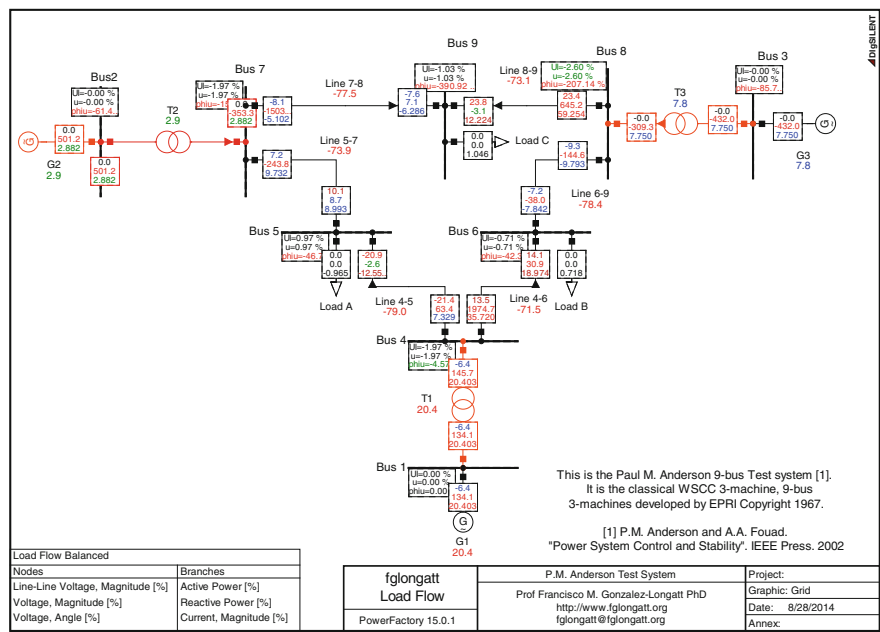 DIgSILENT
Bus2
Ul=-0.00 %
u=-0.00 %
phiu=-61.4
Bus 7
Ul=-1.97 %
u=-1.97 %
Line 7-8
-77.5
Bus 9
Ul=-1.03 %
u=-1.03 %
phiu=-390.92 ..
Line 8-9
-73.1
Bus 8
Ul=-2.60 %
u=-2.60 %
phiu=-207.14 %
Bus 3
Ul=-0.00 %
u=-0.00 %
phiu=-85.7..
T2
2.9
T3
7.8
G2
2.9
0.0
501.2
2.882
0.0
501.2
2.882
-353.3
2.882
-8.1
-1503..
-5.102
-7.6
7.1
-6.286
23.8
-3.1
12.224
23.4
645.2
59.254
-0.0
-309.3
7.750
-0.0
-432.0
7.750
-0.0
-432.0
7.750
G3
7.8
0.0
0.0
1.046
Load C
Line 5-7
-73.9
7.2
-243.8
9.732
10.1
8.7
8.993
-9.3
-144.6
-9.793
-7.2
-38.0
-7.842
Line 6-9
-78.4
Bus 5
Ul=0.97 %
u=0.97 %
phiu=-46.7
0.0
0.0
-0.965
-20.9
-2.6
-12.55..
Load A
Bus 6
Ul=-0.71 %
u=-0.71 %
14.1
30.9
18.974
0.0
0.0
0.718
Load B
Line 4-5
-79.0
-21.4
63.4
7.329
13.5
1974.7
35.720
Line 4-6
-71.5
Bus 4
Ul=-1.97 %
u=-1.97 %
phiu=-4.57
-6.4
145.7
20.403
T1
20.4
-6.4
134.1
20.403
Bus 1
Ul=0.00 %
u=0.00 %
phiu=0.00
-6.4
134.1
20.403
G
~
G1
20.4
This is the Paul M. Anderson 9-bus Test system [1].
It is the classical WSCC 3-machine, 9-bus
3-machines developed by EPRI Copyright 1967.
[1] P.M. Anderson and A.A. Fouad.
"Power System Control and Stability". IEEE Press. 2002
Load Flow Balanced
Nodes
Branches
Line-Line Voltage, Magnitude [%]
Active Power [%]
Voltage, Magnitude [%]
Reactive Power [%]
Voltage, Angle [%]
Current, Magnitude [%]
fglongatt
Load Flow
PowerFactory 15.0.1
P.M. Anderson Test System
Prof Francisco M. Gonzalez-Longatt PhD
http://www.fglongatt.org
fglongatt@fglongatt.org
Project:
Graphic: Grid
Date: 8/28/2014
Annex: